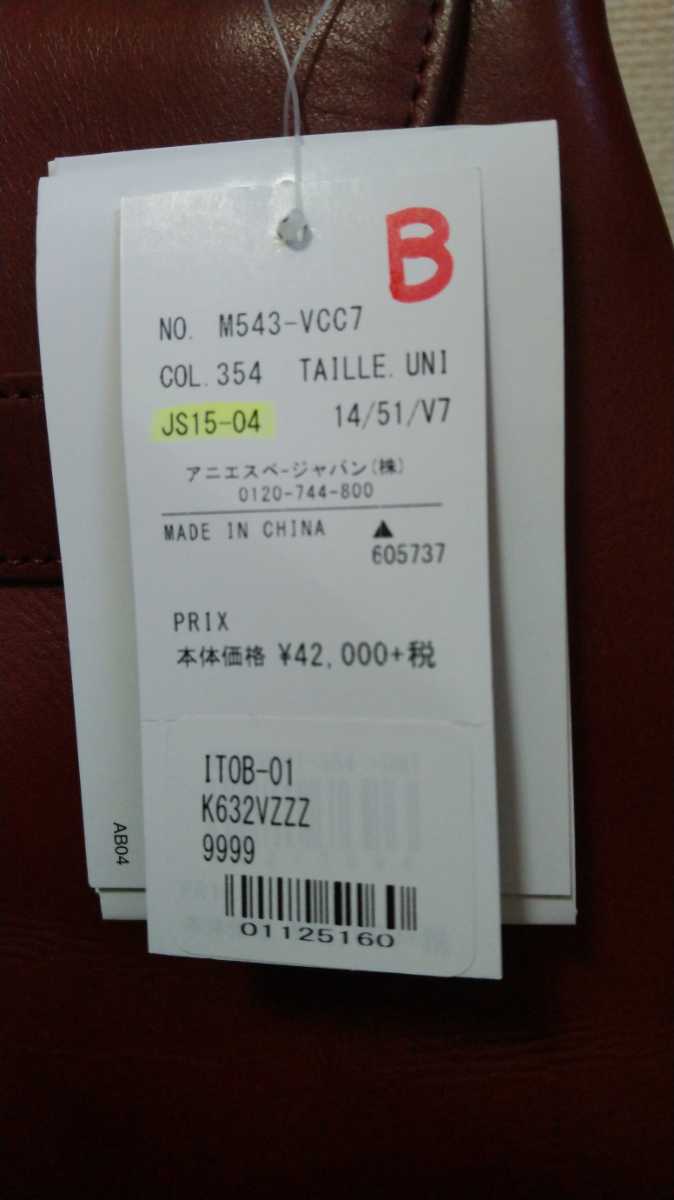 B
NO. M543-VCC7
COL.354 TAILLE.UNI
JS15-04 14/51/V7
アニエスベージャパン(株)
0120-744-800
MADE IN CHINA ▲
605737
PRIX
本体価格 ¥42,000+税
ITOB-01
K632VZZZ
9999
01125160
AB04